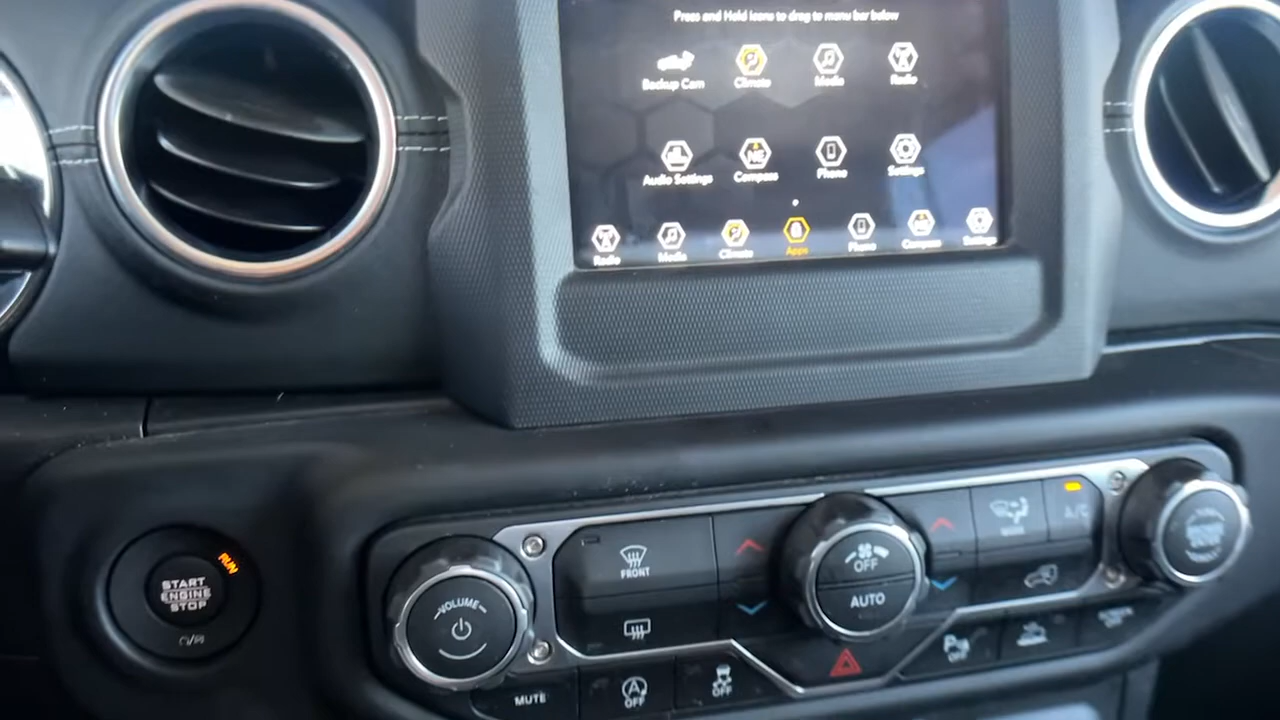 Press and Hold icons to drag to menu bar below
Backup Cam
Climate
Media
Radio
NE
Audio Settings
Compass
Phone
Settings
Radio
Media
Climate
Apps
Phone
Compass
Settings
RUN
START
ENGINE
STOP
VOLUME
FRONT
OFF
AUTO
A/C
MUTE
A
OFF
OFF
OFF